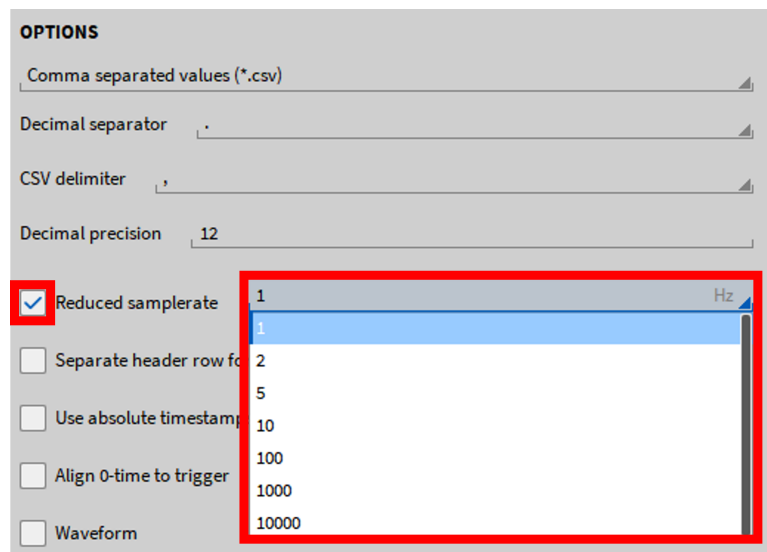 OPTIONS
Comma separated values (*.csv)
Decimal separator .
CSV delimiter ,
Decimal precision 12
Reduced samplerate 1 Hz
1
Separate header row fo 2
5
Use absolute timestamp
10
100
Align 0-time to trigger
1000
10000
Waveform